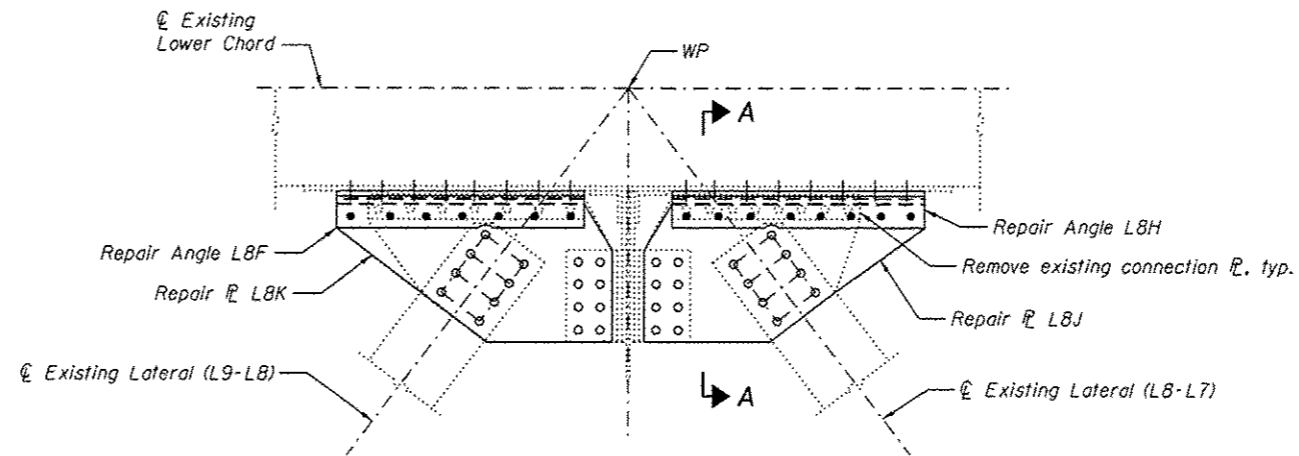 ℄ Existing
Lower Chord
WP
A
Repair Angle L8F
Repair Angle L8H
Remove existing connection ⅊, typ.
Repair ⅊ L8K
Repair ⅊ L8J
℄ Existing Lateral (L9-L8)
A
℄ Existing Lateral (L8-L7)